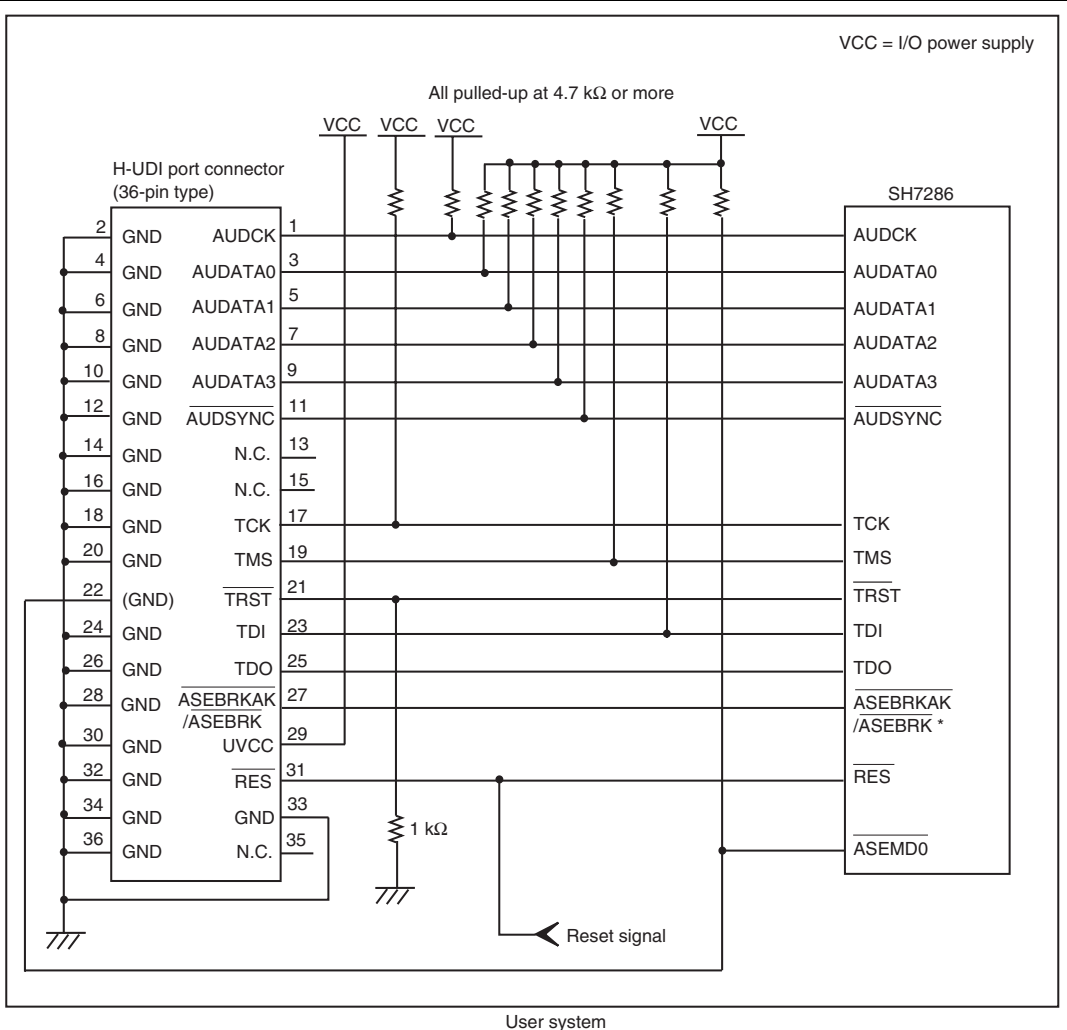 VCC = I/O power supply
All pulled-up at 4.7 kΩ or more
VCC VCC VCC VCC
H-UDI port connector
(36-pin type)
SH7286
2 GND AUDCK 1 AUDCK
4 GND AUDATA0 3 AUDATA0
6 GND AUDATA1 5 AUDATA1
8 GND AUDATA2 7 AUDATA2
10 GND AUDATA3 9 AUDATA3
12 GND AUDSYNC 11 AUDSYNC
14 GND N.C. 13
16 GND N.C. 15
18 GND TCK 17 TCK
20 GND TMS 19 TMS
22 (GND) TRST 21 TRST
24 GND TDI 23 TDI
26 GND TDO 25 TDO
28 GND ASEBRKAK 27 ASEBRKAK
/ASEBRK /ASEBRK *
30 GND UVCC 29
32 GND RES 31 RES
34 GND GND 33
1 kΩ
36 GND N.C. 35 ASEMD0
Reset signal
User system